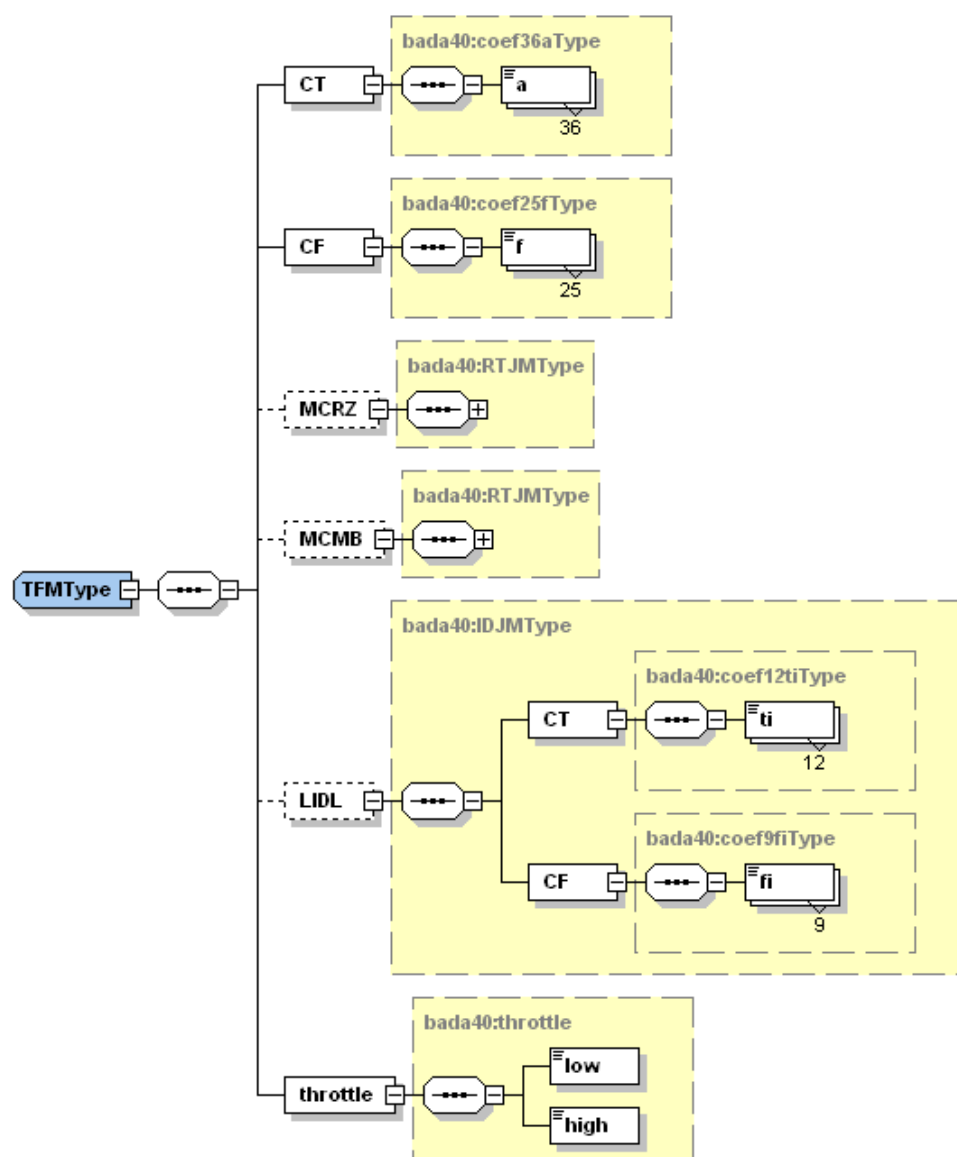 bada40:coef36aType
CT
a
36
bada40:coef25fType
CF
f
25
bada40:RTJMType
MCRZ
bada40:RTJMType
MCMB
TFMType
bada40:IDJMType
bada40:coef12tiType
CT
ti
12
LIDL
bada40:coef9fiType
CF
fi
9
bada40:throttle
low
throttle
high